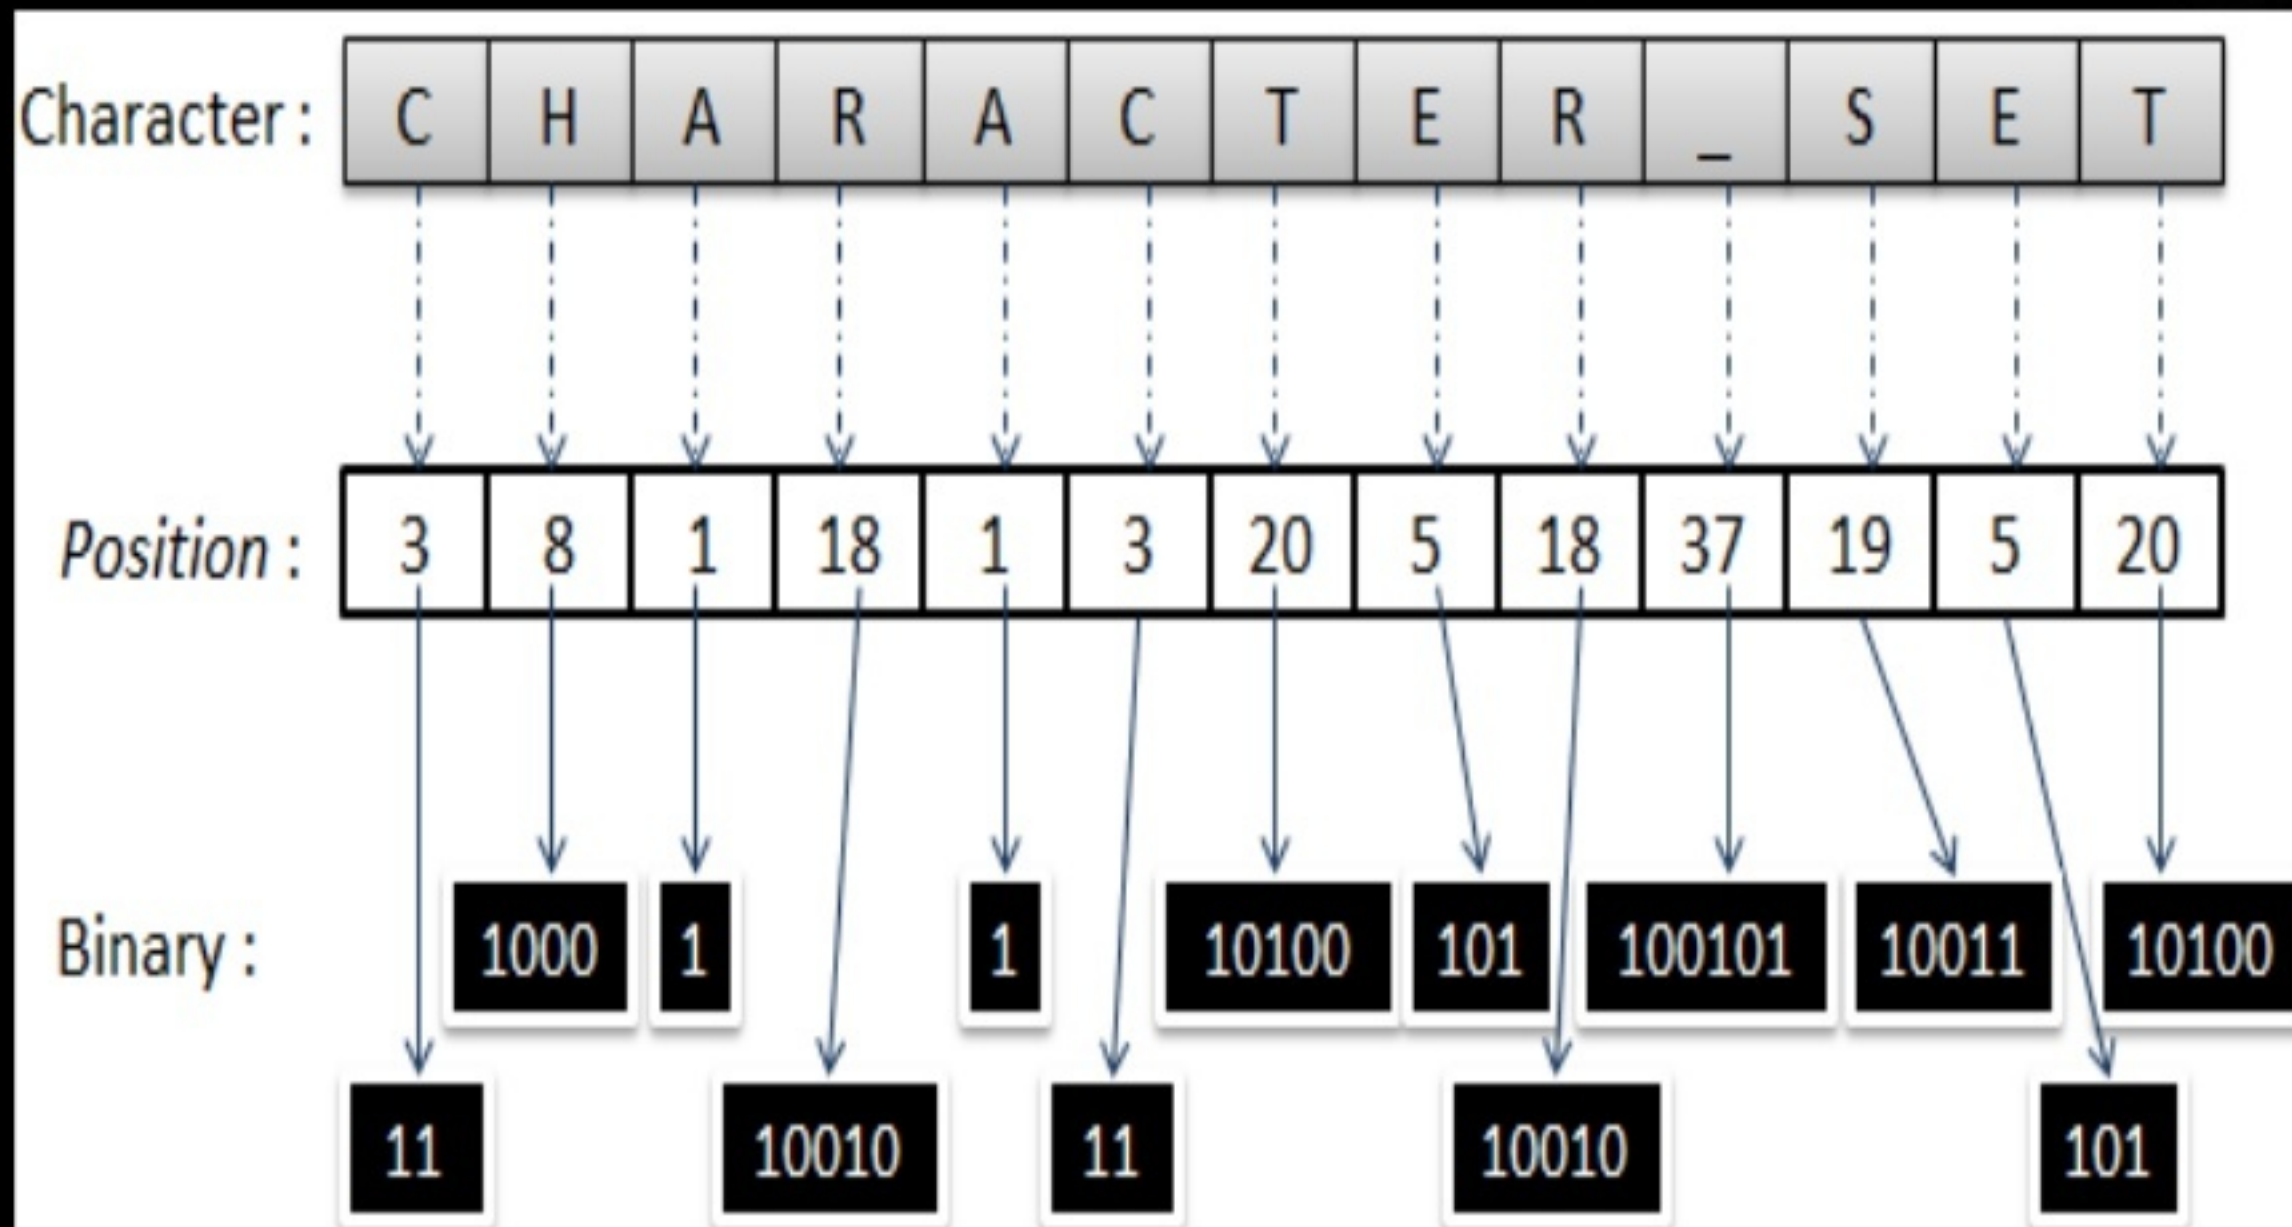 Character : C H A R A C T E R _ S E T
Position : 3 8 1 18 1 3 20 5 18 37 19 5 20
Binary : 1000 1 1 10100 101 100101 10011 10100
11 10010 11 10010 101